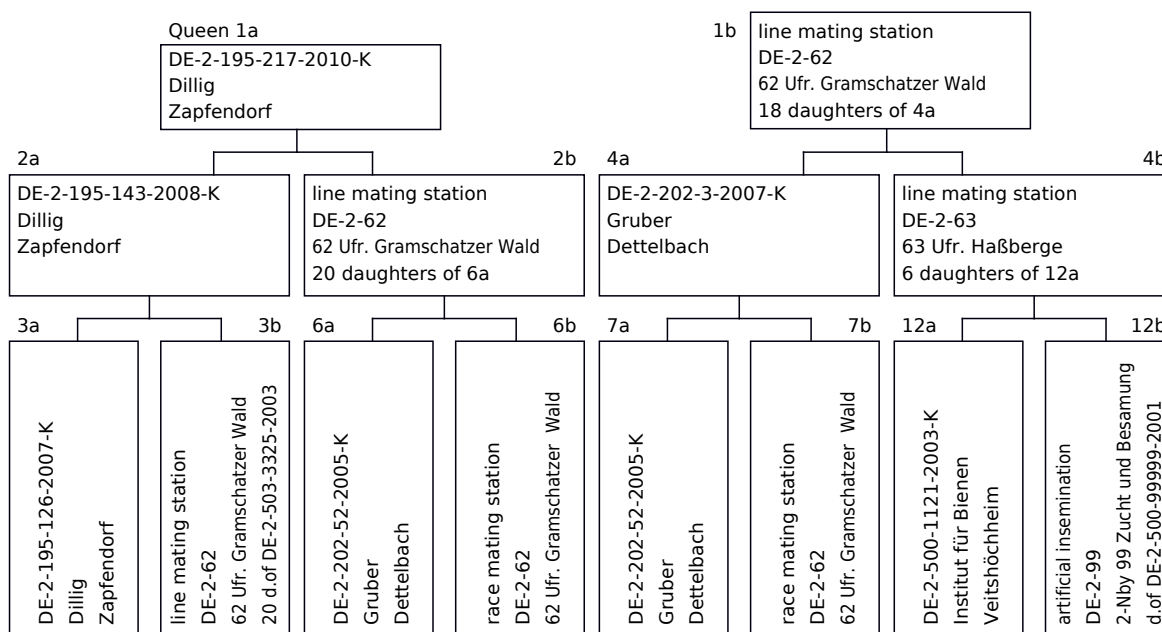 Queen 1a
DE-2-195-217-2010-K
Dillig
Zapfendorf
1b
line mating station
DE-2-62
62 Ufr. Gramschatzer Wald
18 daughters of 4a
2a
DE-2-195-143-2008-K
Dillig
Zapfendorf
2b
line mating station
DE-2-62
62 Ufr. Gramschatzer Wald
20 daughters of 6a
4a
DE-2-202-3-2007-K
Gruber
Dettelbach
4b
line mating station
DE-2-63
63 Ufr. Haßberge
6 daughters of 12a
3a
DE-2-195-126-2007-K
Dillig
Zapfendorf
3b
line mating station
DE-2-62
62 Ufr. Gramschatzer Wald
20 d.of DE-2-503-3325-2003
6a
DE-2-202-52-2005-K
Gruber
Dettelbach
6b
race mating station
DE-2-62
62 Ufr. Gramschatzer Wald
7a
DE-2-202-52-2005-K
Gruber
Dettelbach
7b
race mating station
DE-2-62
62 Ufr. Gramschatzer Wald
12a
DE-2-500-1121-2003-K
Institut für Bienen
Veitshöchheim
12b
artificial insemination
DE-2-99
2-Nby 99 Zucht und Besamung
d.of DE-2-500-99999-2001